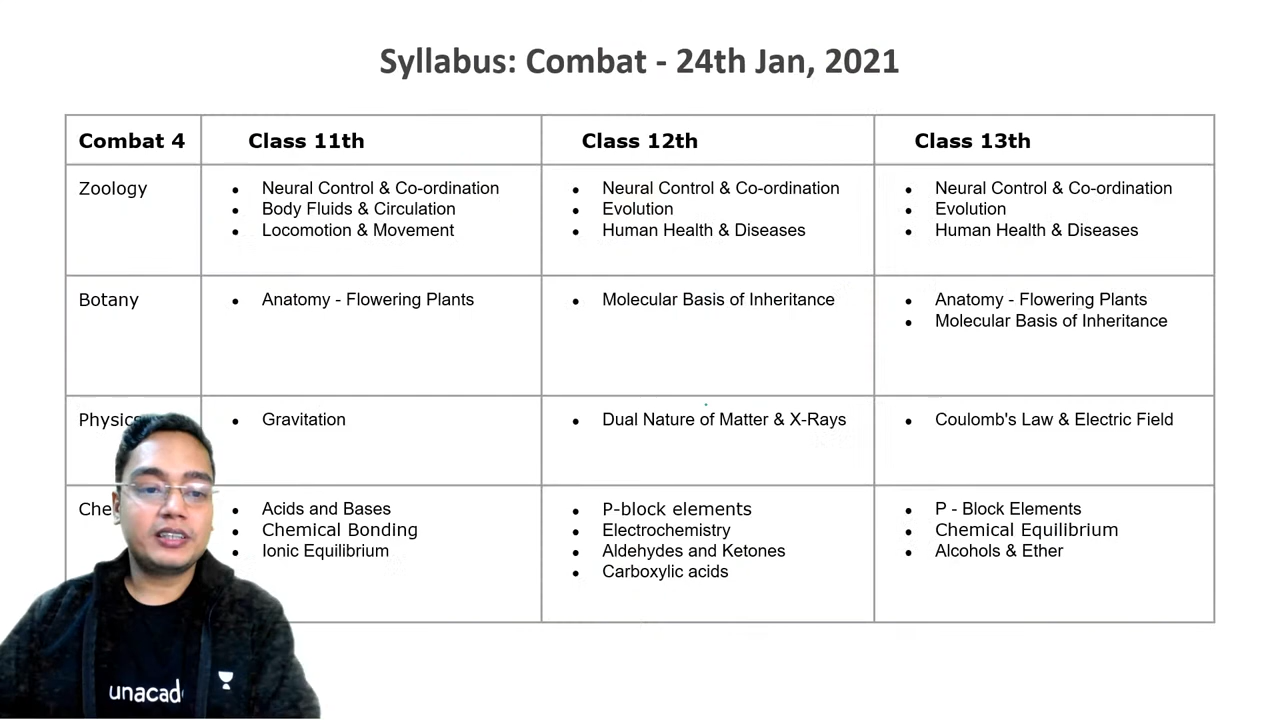 Syllabus: Combat - 24th Jan, 2021
Combat 4
Class 11th
Class 12th
Class 13th
Zoology
• Neural Control & Co-ordination
• Body Fluids & Circulation
• Locomotion & Movement
• Neural Control & Co-ordination
• Evolution
• Human Health & Diseases
• Neural Control & Co-ordination
• Evolution
• Human Health & Diseases
Botany
• Anatomy - Flowering Plants
• Molecular Basis of Inheritance
• Anatomy - Flowering Plants
• Molecular Basis of Inheritance
Physics
• Gravitation
• Dual Nature of Matter & X-Rays
• Coulomb's Law & Electric Field
Che
• Acids and Bases
• Chemical Bonding
• Ionic Equilibrium
• P-block elements
• Electrochemistry
• Aldehydes and Ketones
• Carboxylic acids
• P - Block Elements
• Chemical Equilibrium
• Alcohols & Ether
unacad